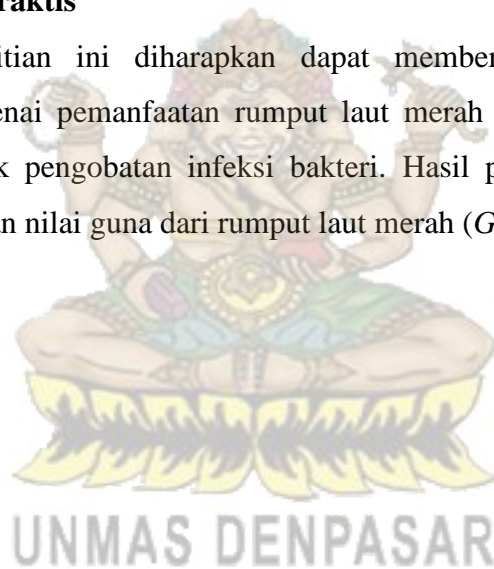 raktis
itian ini diharapkan dapat member
enai pemanfaatan rumput laut merah
k pengobatan infeksi bakteri. Hasil p
an nilai guna dari rumput laut merah (G
UNMAS DENPASAR